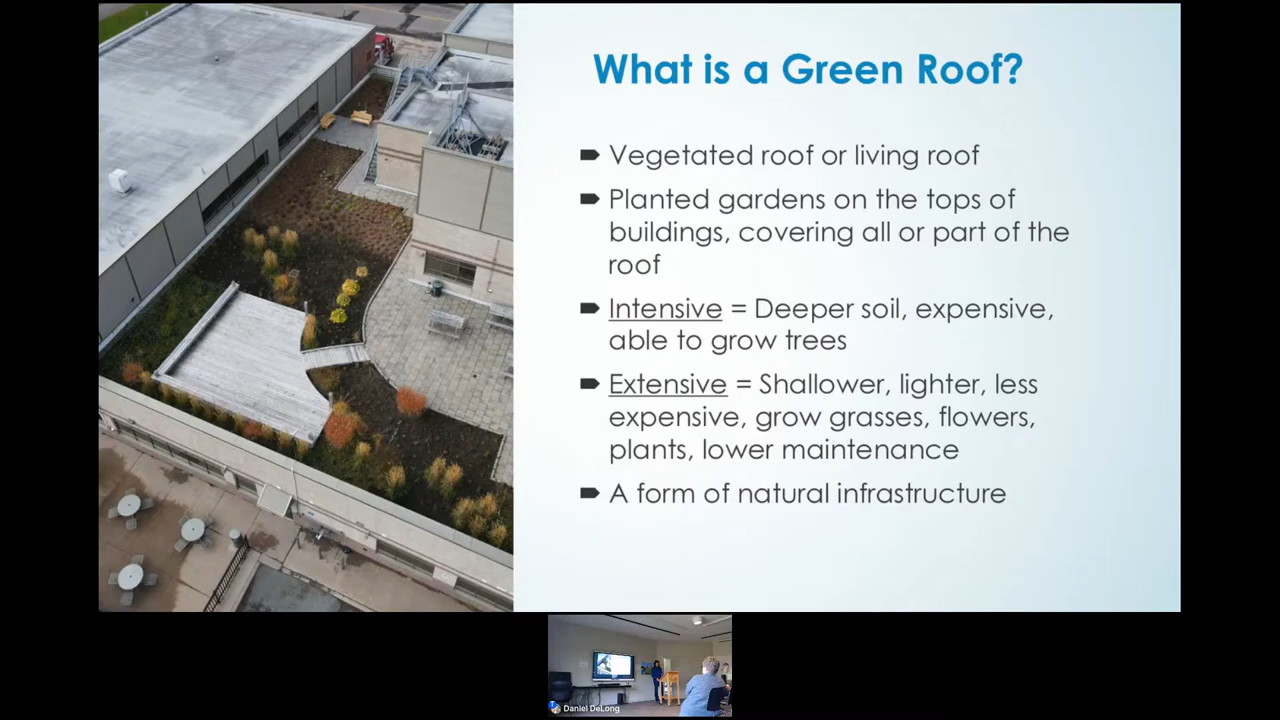 What is a Green Roof?
Vegetated roof or living roof
Planted gardens on the tops of
buildings, covering all or part of the
roof
Intensive = Deeper soil, expensive,
able to grow trees
Extensive = Shallower, lighter, less
expensive, grow grasses, flowers,
plants, lower maintenance
A form of natural infrastructure
Daniel DeLong